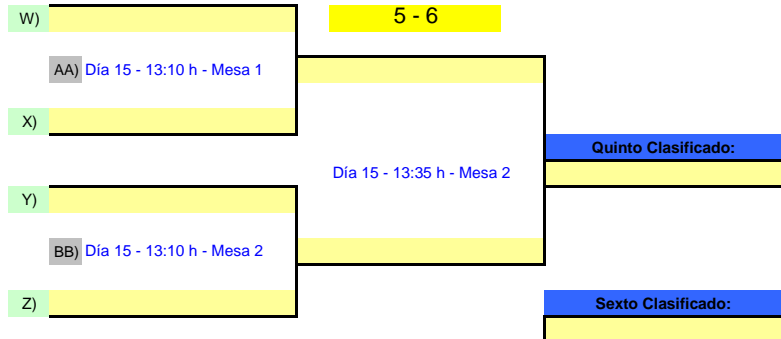 W)
5 - 6
AA) Día 15 - 13:10 h - Mesa 1
X)
Quinto Clasificado:
Día 15 - 13:35 h - Mesa 2
Y)
BB) Día 15 - 13:10 h - Mesa 2
Z)
Sexto Clasificado: